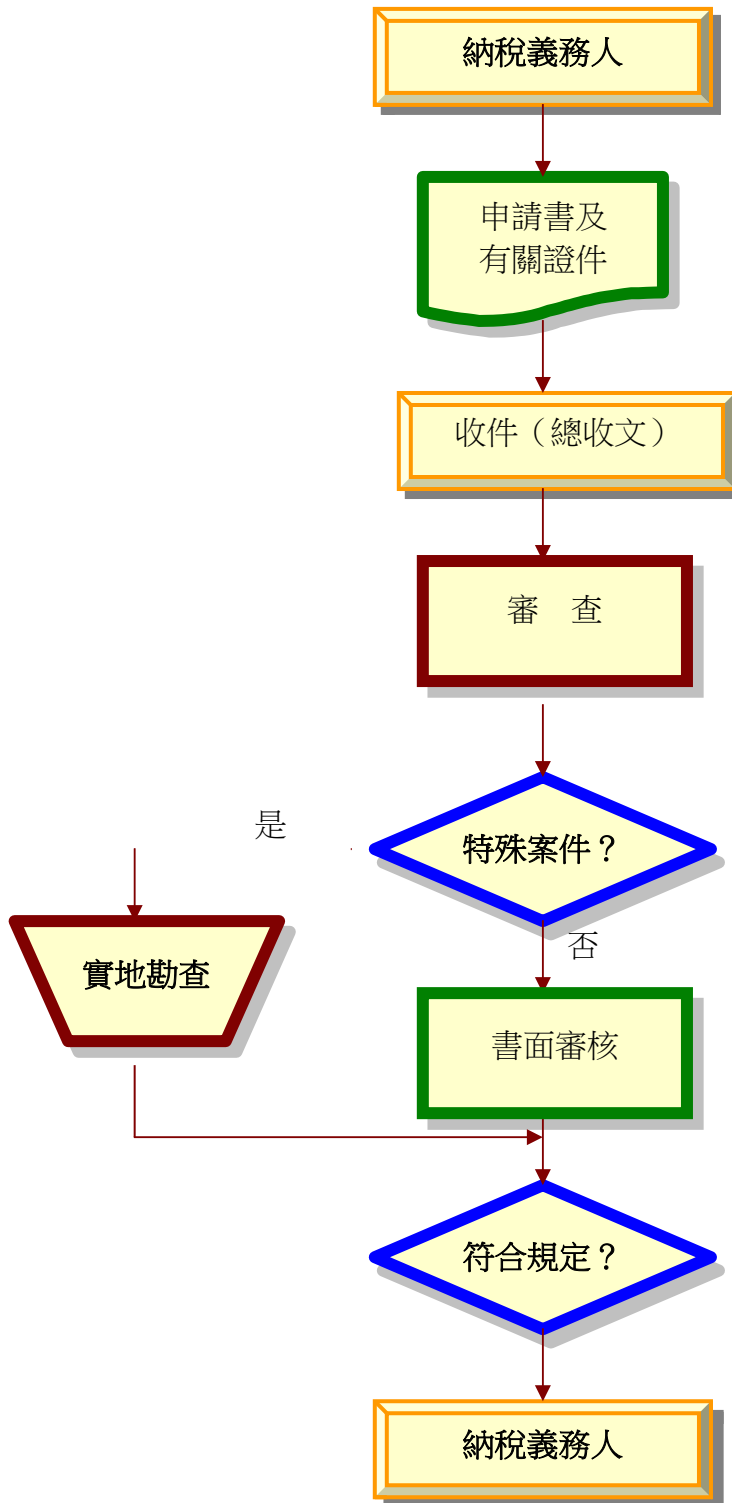 納稅義務人
申請書及
有關證件
收件（總收文）
審　查
是
特殊案件？
否
實地勘查
書面審核
符合規定？
納稅義務人